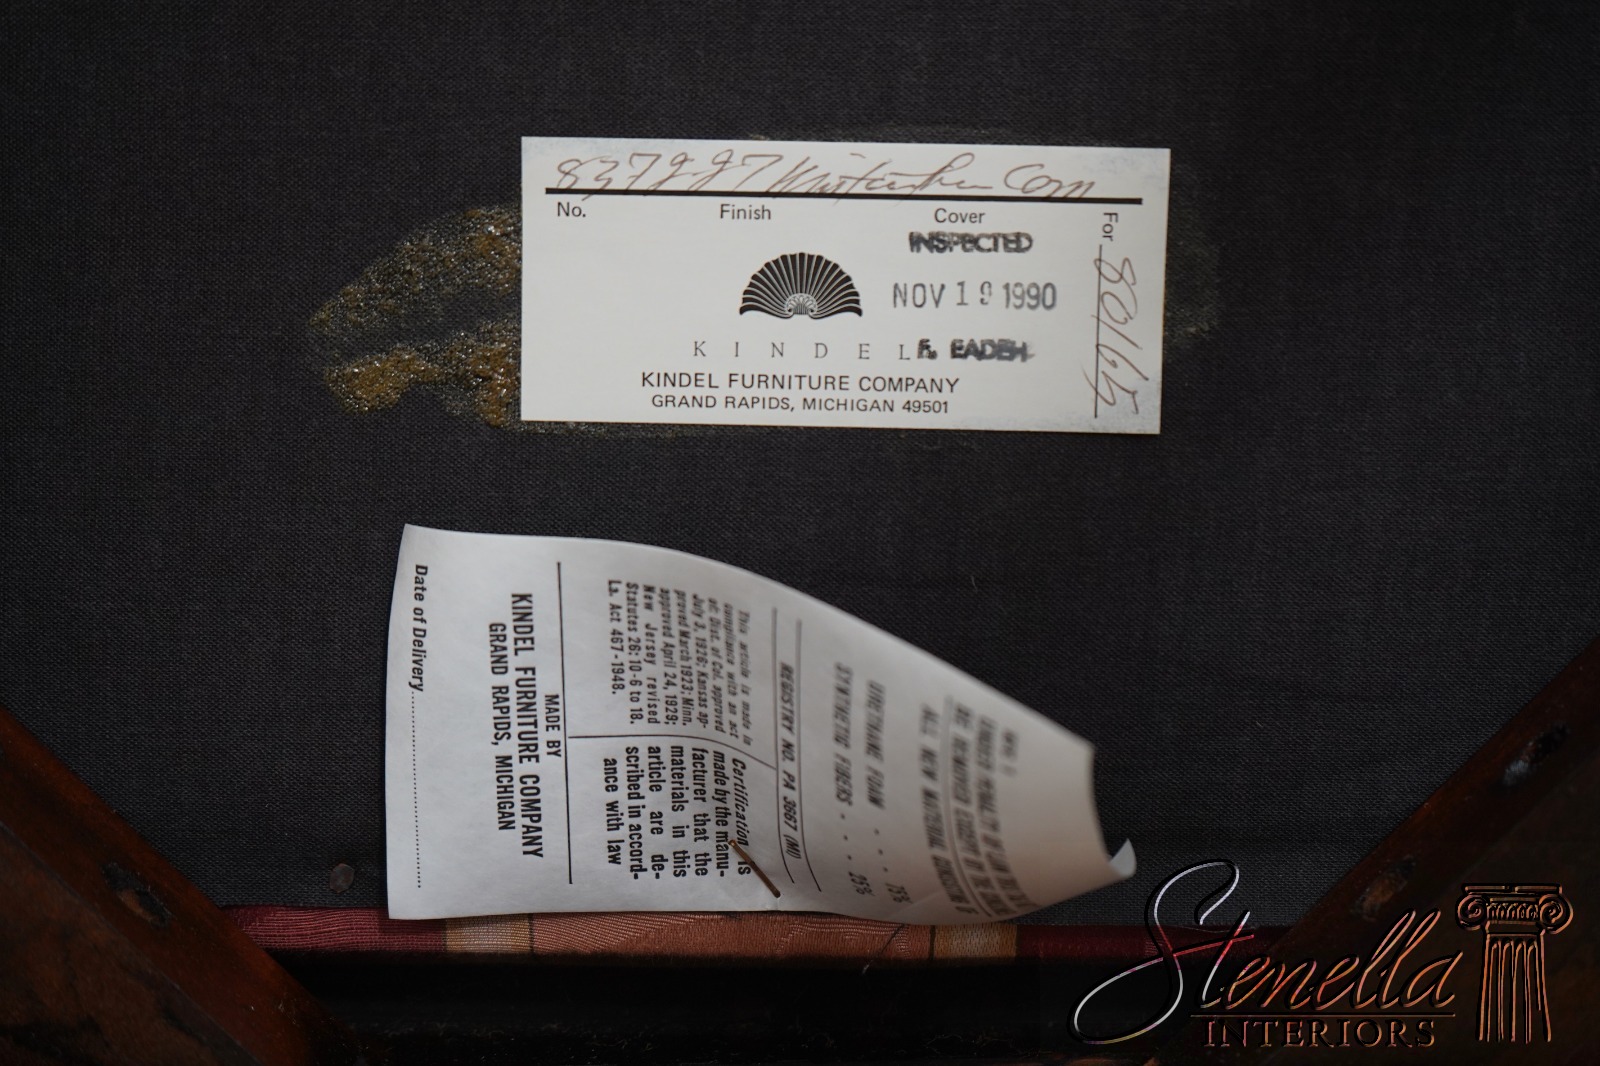 No. Finish Cover For
80165
INSPECTED
NOV 19 1990
KINDEL
KINDEL FURNITURE COMPANY
GRAND RAPIDS, MICHIGAN 49501
ALL NEW MATERIAL CONSISTING OF
URETHANE FOAM - - - 75%
SYNTHETIC FIBERS - - - 25%
REGISTRY NO. PA 3667 (MI)
This article is made in
compliance with an act
of: Dist. of Col. approved
July 3, 1926; Kansas ap-
proved March 1923; Minn.
approved April 24, 1929;
New Jersey revised
Statutes 26: 10-6 to 18.
La. Act 467-1948.
Certification is
made by the manu-
facturer that the
materials in this
article are de-
scribed in accord-
ance with law
MADE BY
KINDEL FURNITURE COMPANY
GRAND RAPIDS, MICHIGAN
Date of Delivery
Stenella
INTERIORS